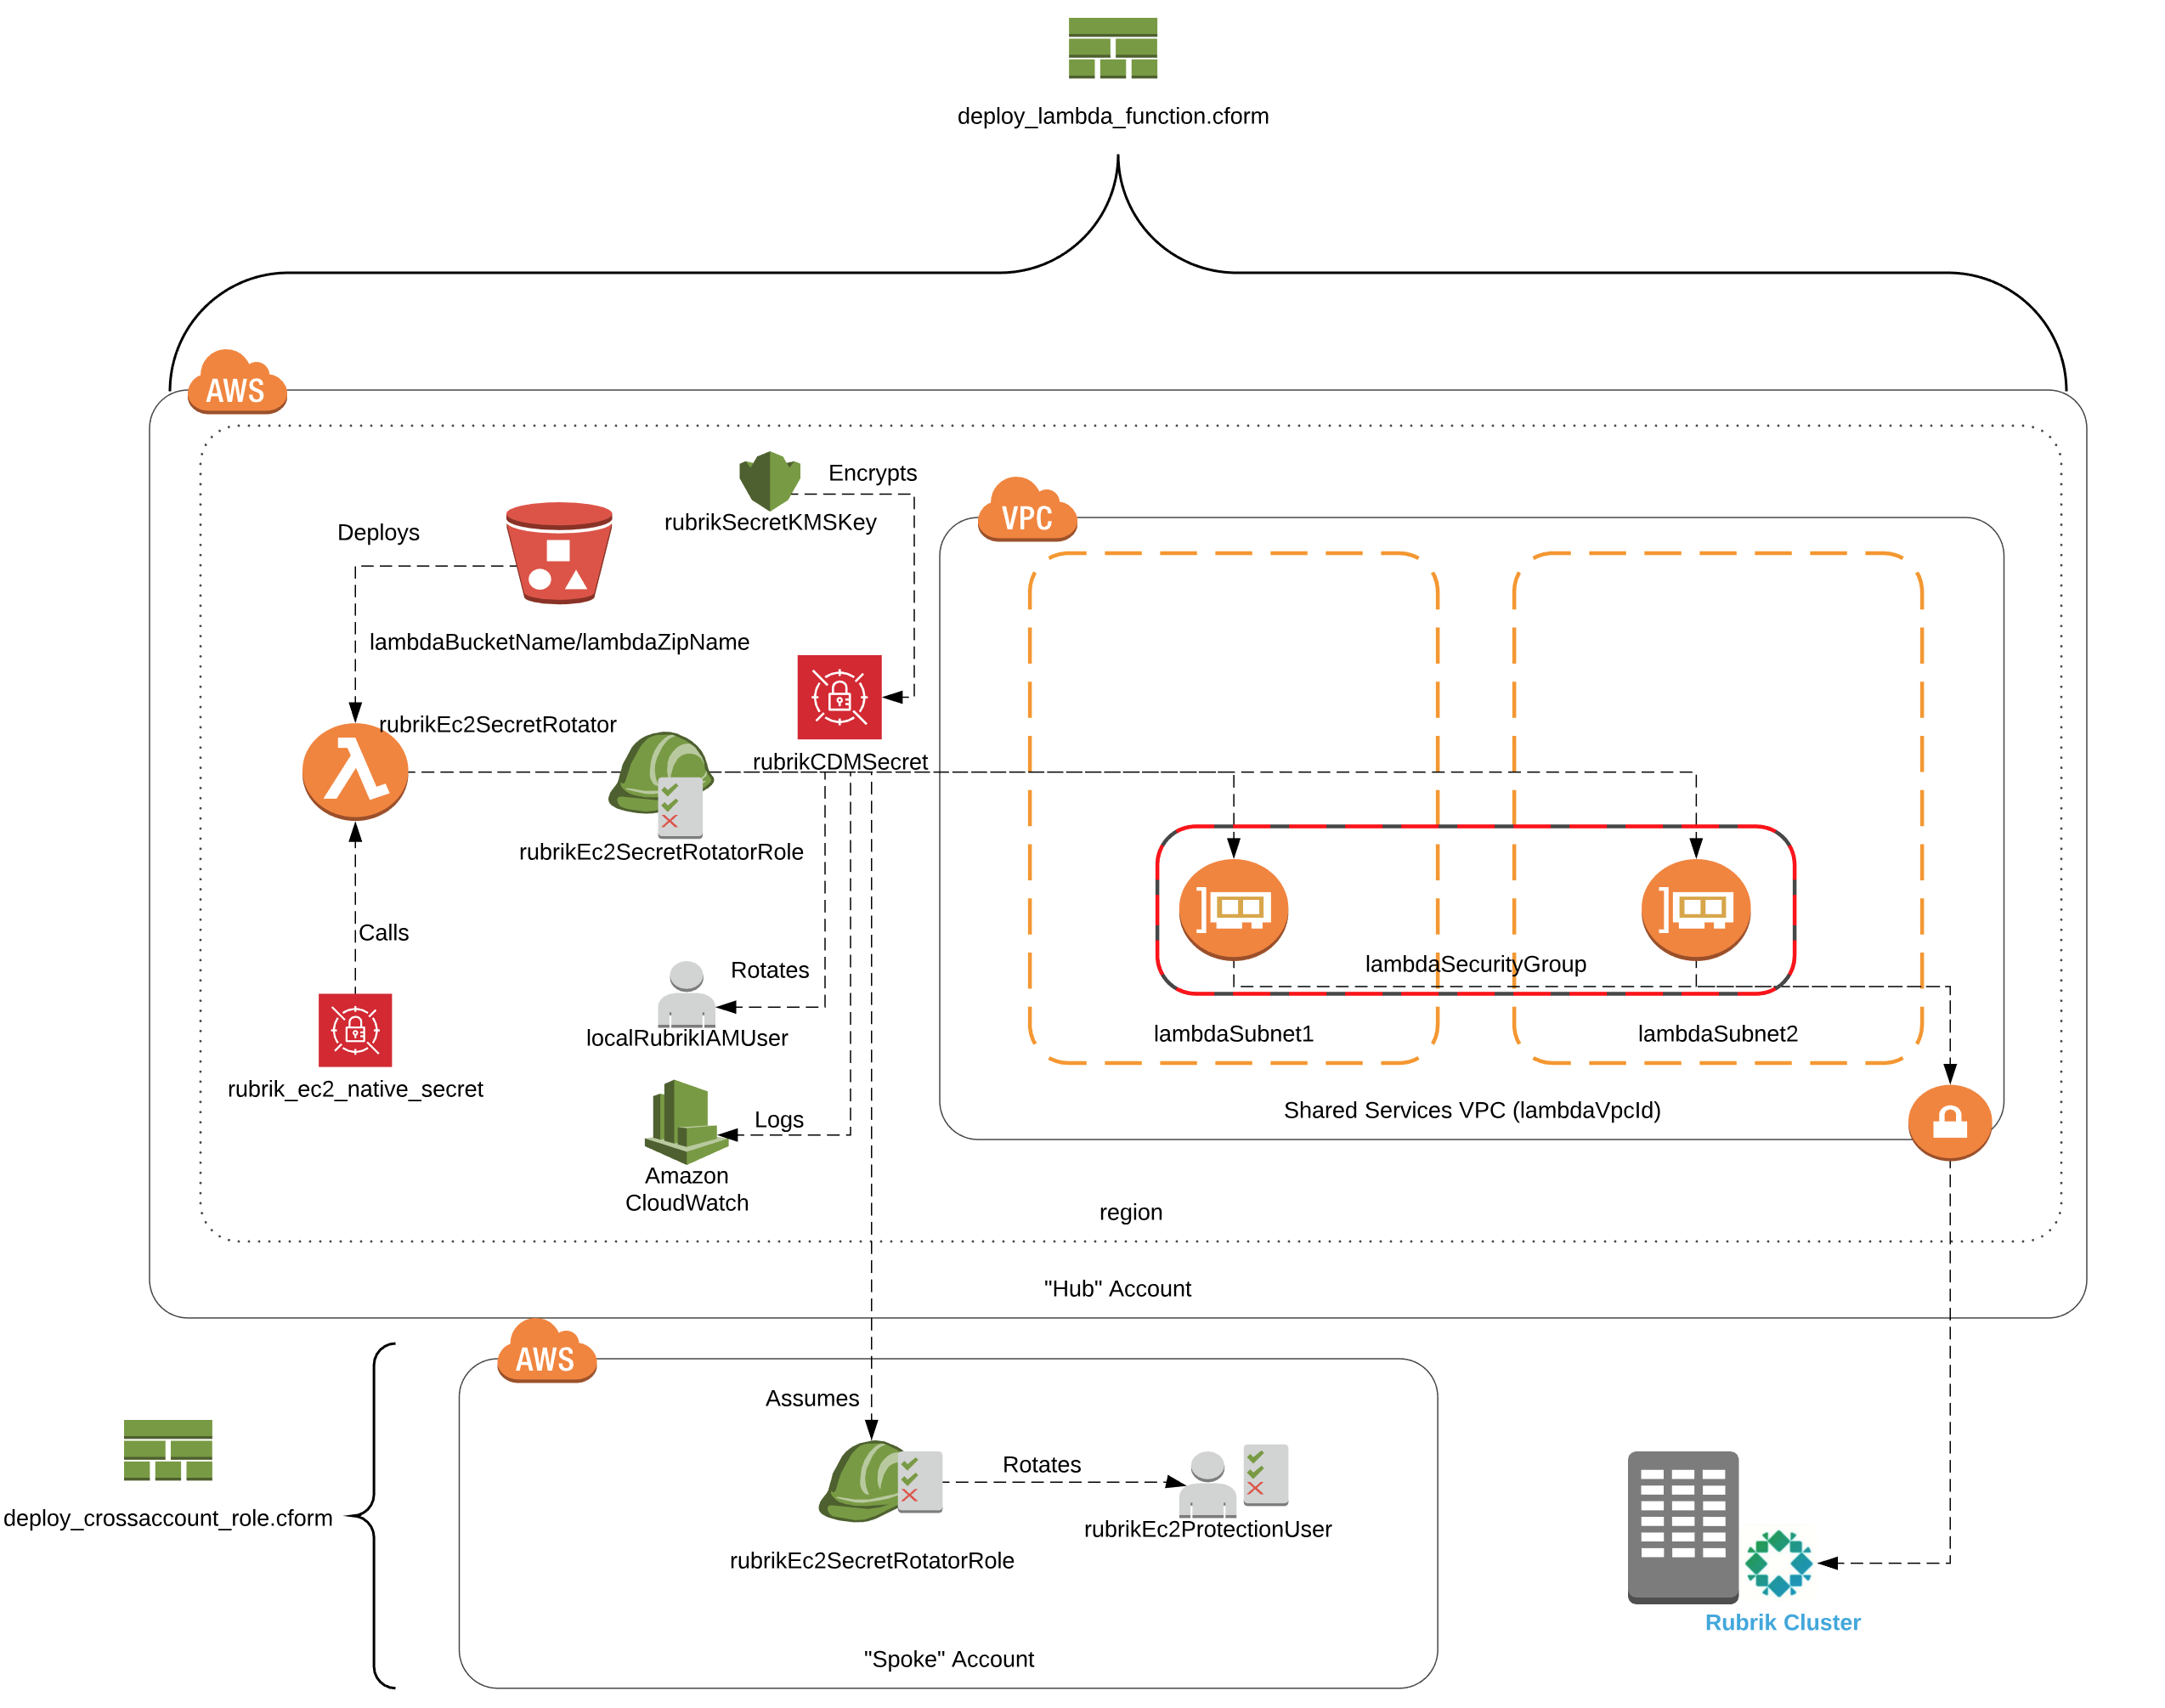 deploy_lambda_function.cform
AWS
Encrypts
rubrikSecretKMSKey
VPC
Deploys
lambdaBucketName/lambdaZipName
rubrikEc2SecretRotator
rubrikCDMSecret
rubrikEc2SecretRotatorRole
Calls
Rotates
localRubrikIAMUser
lambdaSecurityGroup
lambdaSubnet1
lambdaSubnet2
rubrik_ec2_native_secret
Logs
Shared Services VPC (lambdaVpcId)
Amazon
CloudWatch
region
"Hub" Account
AWS
Assumes
Rotates
deploy_crossaccount_role.cform
rubrikEc2ProtectionUser
rubrikEc2SecretRotatorRole
Rubrik Cluster
"Spoke" Account